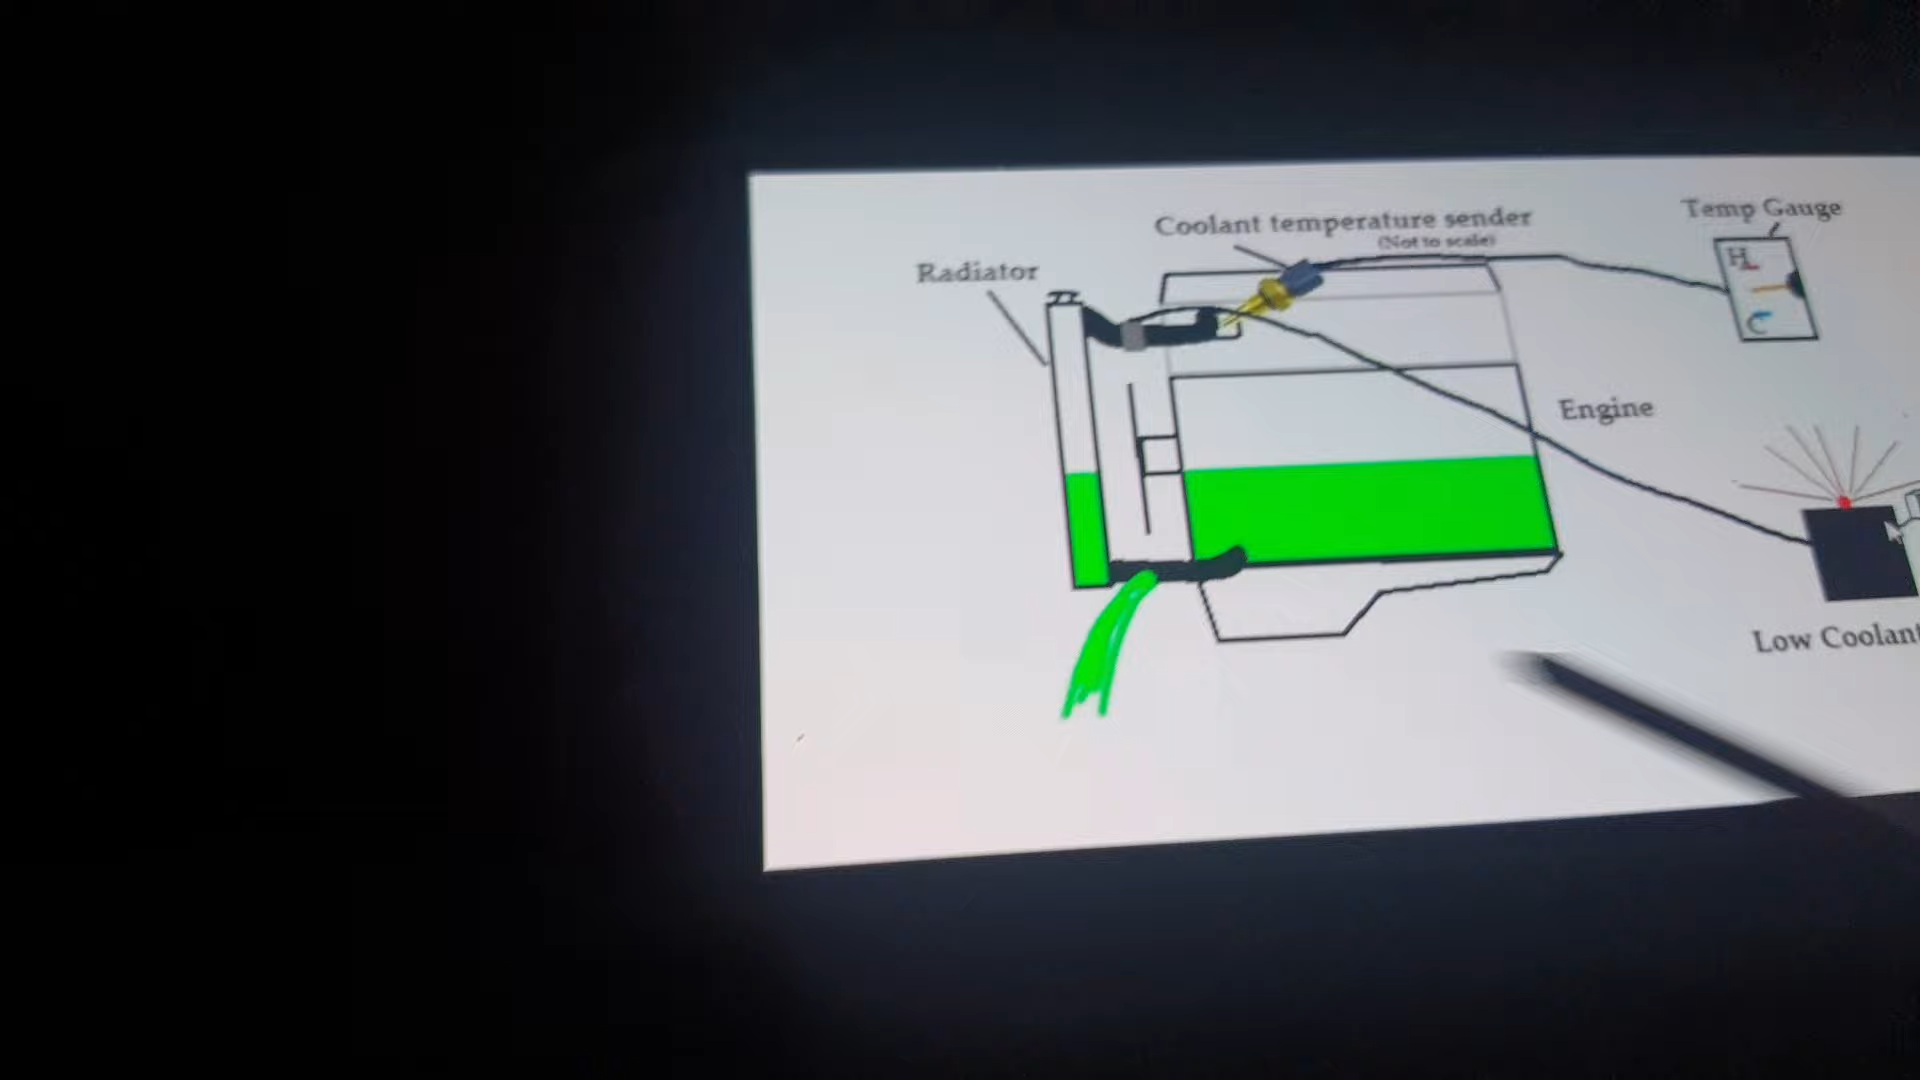 Coolant temperature sender
(Not to scale)
Temp Gauge
Radiator
H
C
Engine
Low Coolant